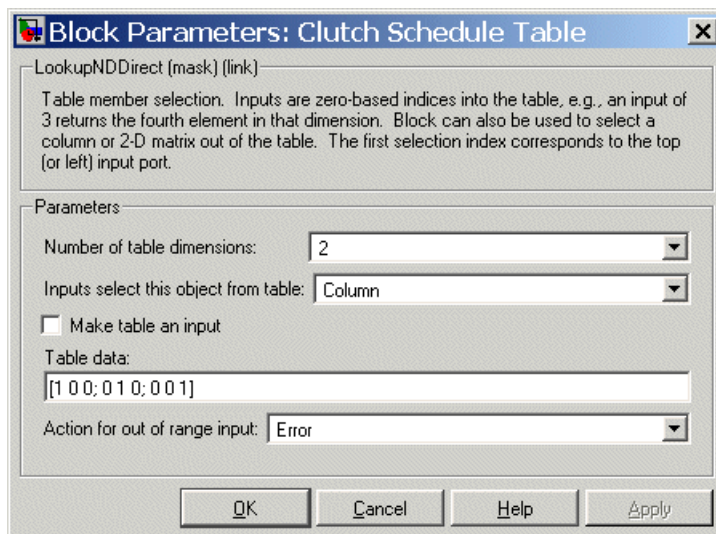 Block Parameters: Clutch Schedule Table
LookupNDDirect (mask) (link)
Table member selection. Inputs are zero-based indices into the table, e.g., an input of
3 returns the fourth element in that dimension. Block can also be used to select a
column or 2-D matrix out of the table. The first selection index corresponds to the top
(or left) input port.
Parameters
Number of table dimensions: 2
Inputs select this object from table: Column
Make table an input
Table data:
[1 0 0; 0 1 0; 0 0 1]
Action for out of range input: Error
OK Cancel Help Apply